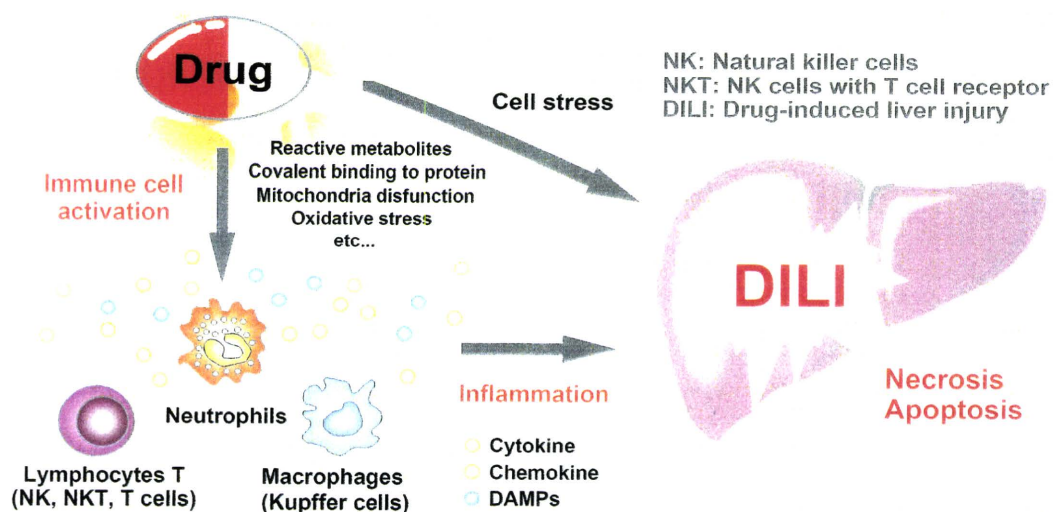 Drug
NK: Natural killer cells
NKT: NK cells with T cell receptor
DILI: Drug-induced liver injury
Cell stress
Reactive metabolites
Covalent binding to protein
Mitochondria disfunction
Oxidative stress
etc...
Immune cell
activation
DILI
Inflammation
Necrosis
Apoptosis
Neutrophils
Lymphocytes T
(NK, NKT, T cells)
Macrophages
(Kupffer cells)
Cytokine
Chemokine
DAMPs